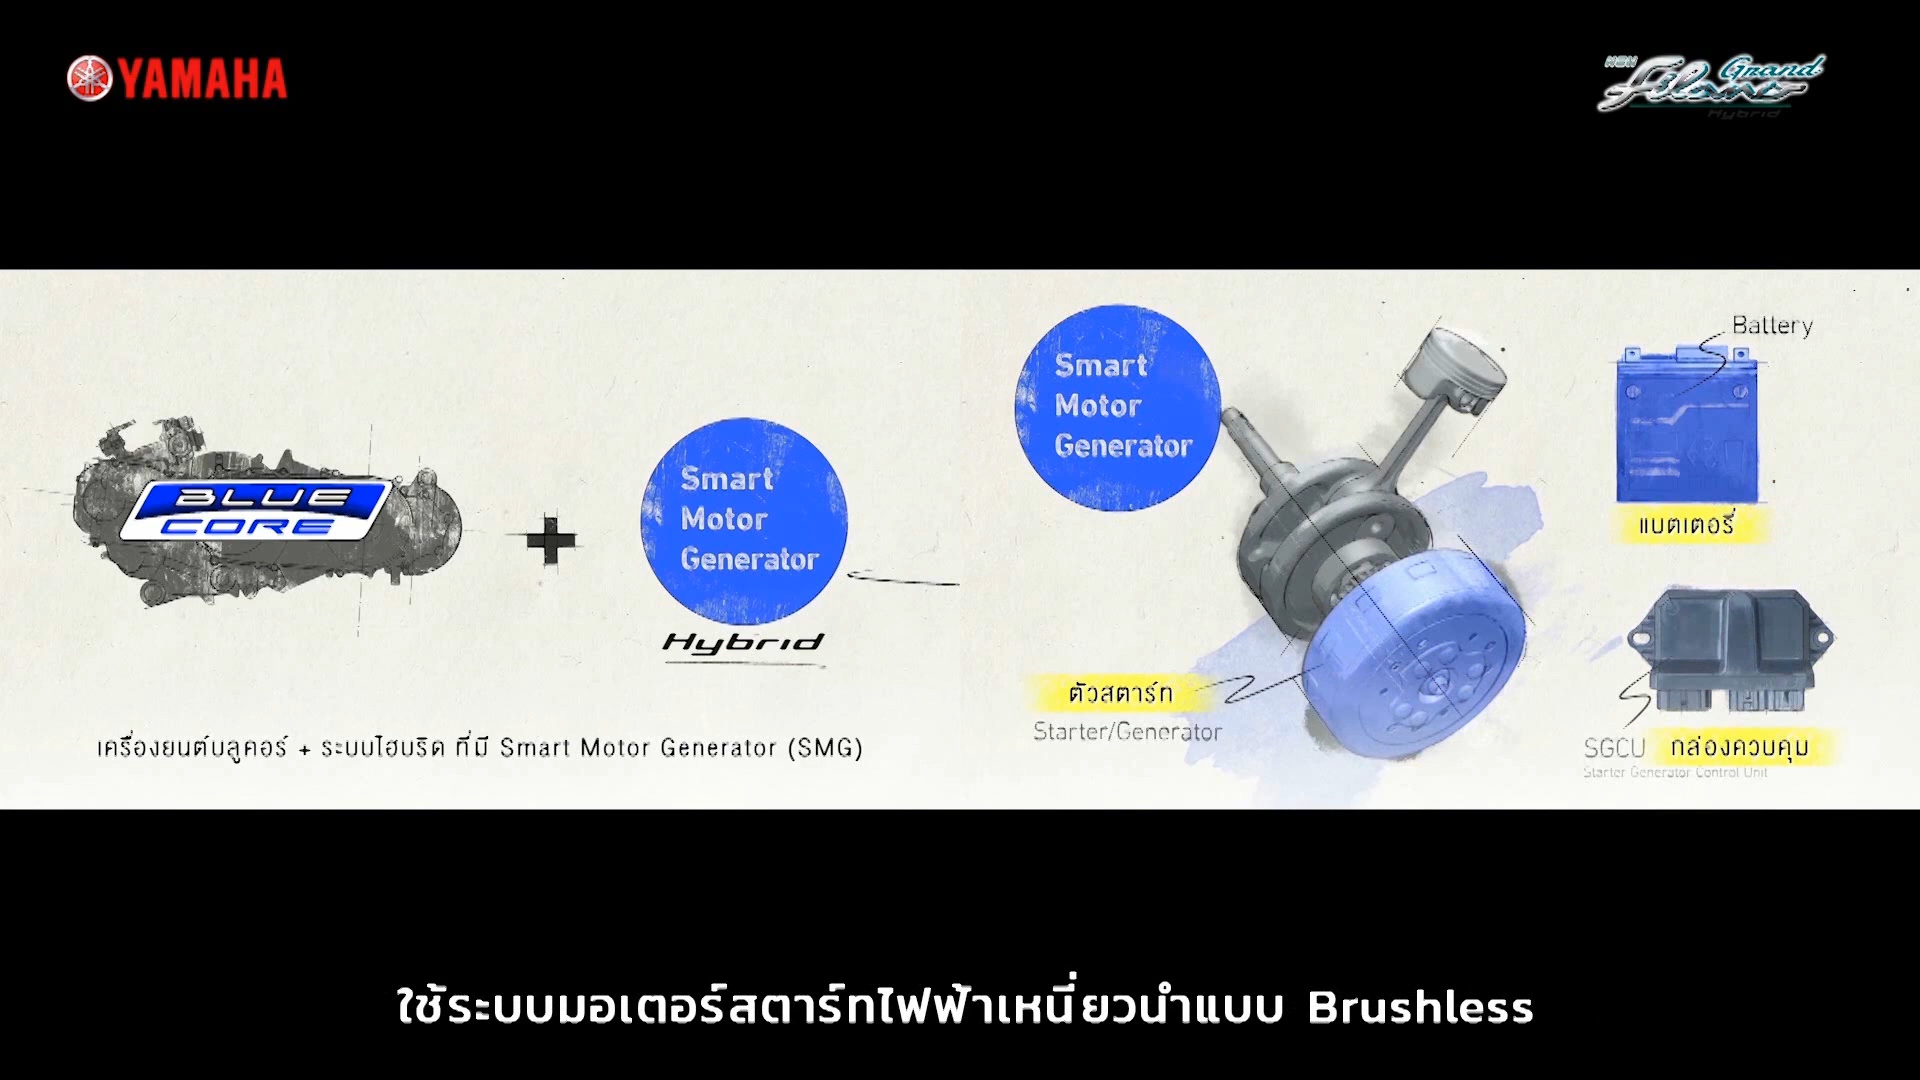 YAMAHA
NEW
Grand
Filano
Hybrid
BLUE
CORE
Smart
Motor
Generator
Hybrid
เครื่องยนต์บลูคอร์ + ระบบไฮบริด ที่มี Smart Motor Generator (SMG)
Smart
Motor
Generator
ตัวสตาร์ท
Starter/Generator
Battery
แบตเตอรี่
SGCU กล่องควบคุม
Starter Generator Control Unit
ใช้ระบบมอเตอร์สตาร์ทไฟฟ้าเหนี่ยวนำแบบ Brushless